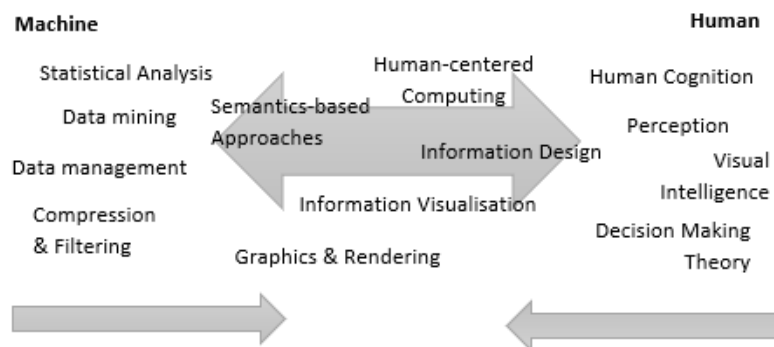 Machine
Human
Statistical Analysis
Human-centered
Computing
Human Cognition
Data mining
Semantics-based
Approaches
Perception
Information Design
Data management
Visual
Intelligence
Compression
& Filtering
Information Visualisation
Decision Making
Theory
Graphics & Rendering